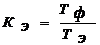 К э = Т ф / Т э